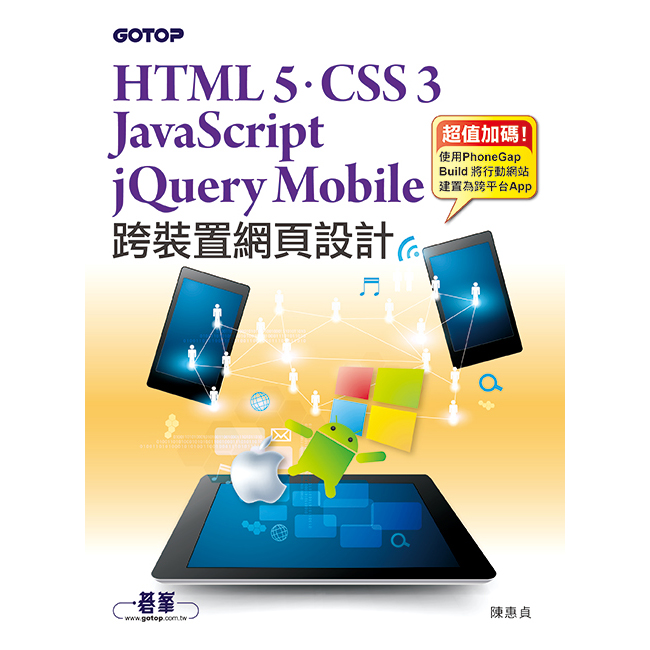 GOTOP
HTML 5．CSS 3
JavaScript
jQuery Mobile
跨裝置網頁設計
超值加碼!
使用PhoneGap
Build 將行動網站
建置為跨平台App
碁峯
www.gotop.com.tw
陳惠貞